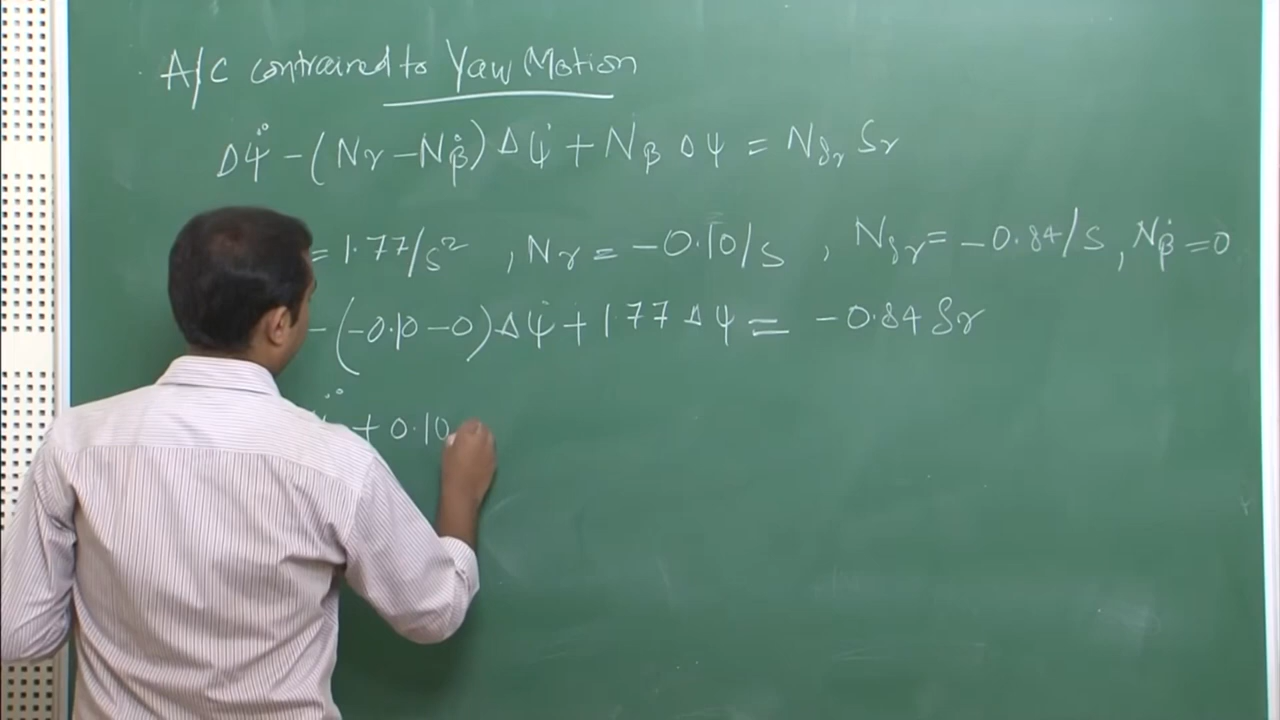 A/C contrained to Yaw Motion
Δψ̈ - (Nr - Nβ̇) Δψ̇ + Nβ Δψ = Nδr δr
= 1.77/s² , Nr = -0.10/s , Nδr = -0.84/s , Nβ̇ = 0
- (-0.10 - 0) Δψ̇ + 1.77 Δψ = -0.84 δr
+ 0.10